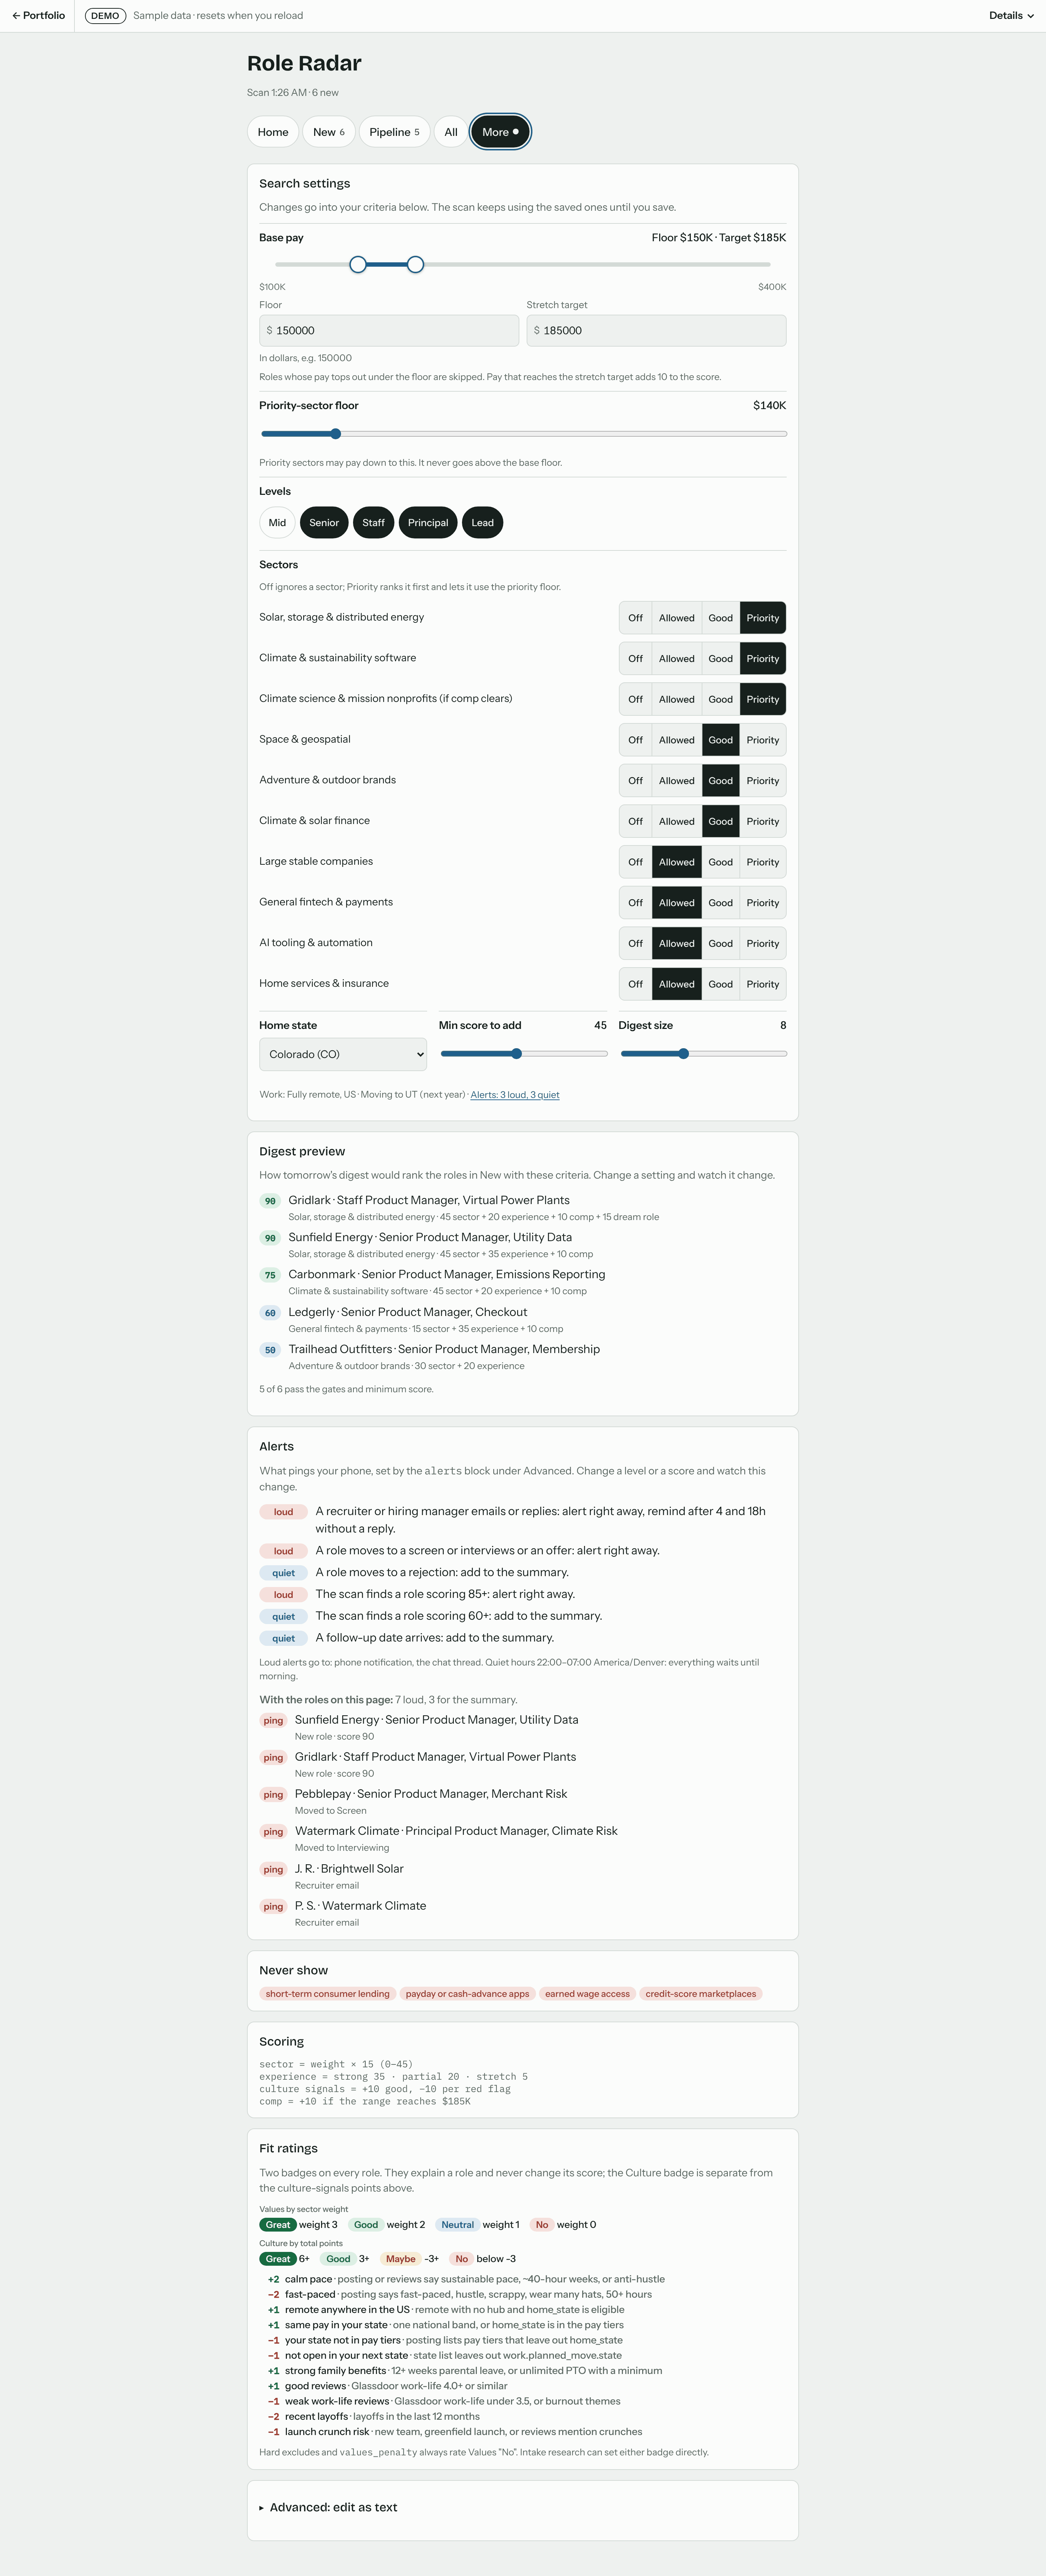 ← Portfolio
DEMO
Sample data · resets when you reload
Details
Role Radar
Scan 1:26 AM · 6 new
Home
New 6
Pipeline 5
All
More
Search settings
Changes go into your criteria below. The scan keeps using the saved ones until you save.
Base pay
Floor $150K · Target $185K
$100K
$400K
Floor
Stretch target
$ 150000
$ 185000
In dollars, e.g. 150000
Roles whose pay tops out under the floor are skipped. Pay that reaches the stretch target adds 10 to the score.
Priority-sector floor
$140K
Priority sectors may pay down to this. It never goes above the base floor.
Levels
Mid
Senior
Staff
Principal
Lead
Sectors
Off ignores a sector; Priority ranks it first and lets it use the priority floor.
Solar, storage & distributed energy
Off Allowed Good Priority
Climate & sustainability software
Off Allowed Good Priority
Climate science & mission nonprofits (if comp clears)
Off Allowed Good Priority
Space & geospatial
Off Allowed Good Priority
Adventure & outdoor brands
Off Allowed Good Priority
Climate & solar finance
Off Allowed Good Priority
Large stable companies
Off Allowed Good Priority
General fintech & payments
Off Allowed Good Priority
AI tooling & automation
Off Allowed Good Priority
Home services & insurance
Off Allowed Good Priority
Home state
Min score to add 45
Digest size 8
Colorado (CO)
Work: Fully remote, US · Moving to UT (next year) · Alerts: 3 loud, 3 quiet
Digest preview
How tomorrow's digest would rank the roles in New with these criteria. Change a setting and watch it change.
90 Gridlark · Staff Product Manager, Virtual Power Plants
Solar, storage & distributed energy · 45 sector + 20 experience + 10 comp + 15 dream role
90 Sunfield Energy · Senior Product Manager, Utility Data
Solar, storage & distributed energy · 45 sector + 35 experience + 10 comp
75 Carbonmark · Senior Product Manager, Emissions Reporting
Climate & sustainability software · 45 sector + 20 experience + 10 comp
60 Ledgerly · Senior Product Manager, Checkout
General fintech & payments · 15 sector + 35 experience + 10 comp
50 Trailhead Outfitters · Senior Product Manager, Membership
Adventure & outdoor brands · 30 sector + 20 experience
5 of 6 pass the gates and minimum score.
Alerts
What pings your phone, set by the alerts block under Advanced. Change a level or a score and watch this
change.
loud A recruiter or hiring manager emails or replies: alert right away, remind after 4 and 18h
without a reply.
loud A role moves to a screen or interviews or an offer: alert right away.
quiet A role moves to a rejection: add to the summary.
loud The scan finds a role scoring 85+: alert right away.
quiet The scan finds a role scoring 60+: add to the summary.
quiet A follow-up date arrives: add to the summary.
Loud alerts go to: phone notification, the chat thread. Quiet hours 22:00–07:00 America/Denver: everything waits until
morning.
With the roles on this page: 7 loud, 3 for the summary.
ping Sunfield Energy · Senior Product Manager, Utility Data
New role · score 90
ping Gridlark · Staff Product Manager, Virtual Power Plants
New role · score 90
ping Pebblepay · Senior Product Manager, Merchant Risk
Moved to Screen
ping Watermark Climate · Principal Product Manager, Climate Risk
Moved to Interviewing
ping J. R. · Brightwell Solar
Recruiter email
ping P. S. · Watermark Climate
Recruiter email
Never show
short-term consumer lending
payday or cash-advance apps
earned wage access
credit-score marketplaces
Scoring
sector = weight × 15 (0–45)
experience = strong 35 · partial 20 · stretch 5
culture signals = +10 good, −10 per red flag
comp = +10 if the range reaches $185K
Fit ratings
Two badges on every role. They explain a role and never change its score; the Culture badge is separate from
the culture-signals points above.
Values by sector weight
Great weight 3 Good weight 2 Neutral weight 1 No weight 0
Culture by total points
Great 6+ Good 3+ Maybe -3+ No below -3
+2 calm pace · posting or reviews say sustainable pace, ~40-hour weeks, or anti-hustle
−2 fast-paced · posting says fast-paced, hustle, scrappy, wear many hats, 50+ hours
+1 remote anywhere in the US · remote with no hub and home_state is eligible
+1 same pay in your state · one national band, or home_state is in the pay tiers
−1 your state not in pay tiers · posting lists pay tiers that leave out home_state
−1 not open in your next state · state list leaves out work.planned_move.state
+1 strong family benefits · 12+ weeks parental leave, or unlimited PTO with a minimum
+1 good reviews · Glassdoor work-life 4.0+ or similar
−1 weak work-life reviews · Glassdoor work-life under 3.5, or burnout themes
−2 recent layoffs · layoffs in the last 12 months
−1 launch crunch risk · new team, greenfield launch, or reviews mention crunches
Hard excludes and values_penalty always rate Values "No". Intake research can set either badge directly.
▸ Advanced: edit as text